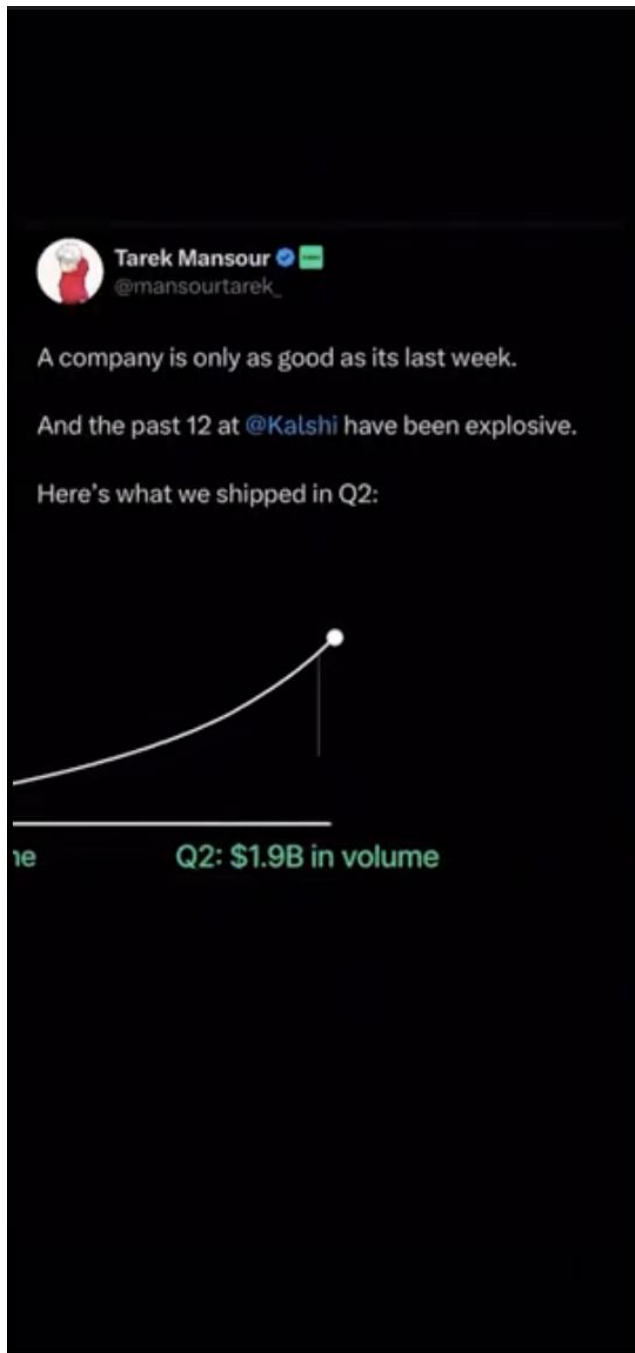 Tarek Mansour
@mansourtarek_
A company is only as good as its last week.
And the past 12 at @Kalshi have been explosive.
Here's what we shipped in Q2:
Q2: $1.9B in volume